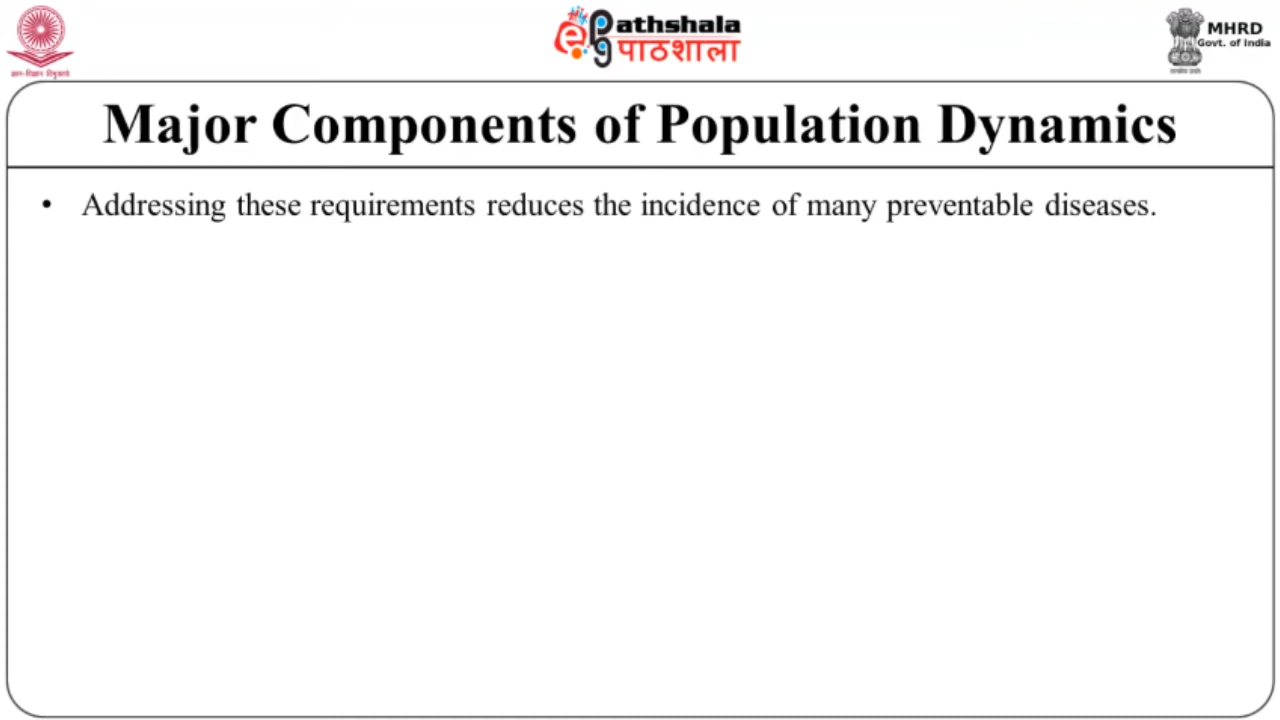 ज्ञान-विज्ञान विमुक्तये
ePathshala
पाठशाला
MHRD
Govt. of India
Major Components of Population Dynamics
• Addressing these requirements reduces the incidence of many preventable diseases.